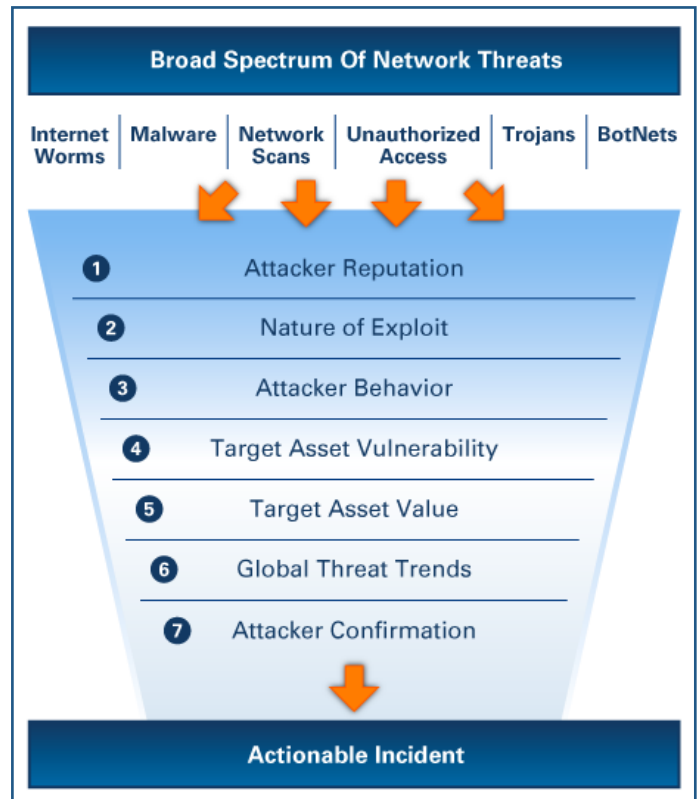 Broad Spectrum Of Network Threats
Internet Worms
Malware
Network Scans
Unauthorized Access
Trojans
BotNets
1 Attacker Reputation
2 Nature of Exploit
3 Attacker Behavior
4 Target Asset Vulnerability
5 Target Asset Value
6 Global Threat Trends
7 Attacker Confirmation
Actionable Incident